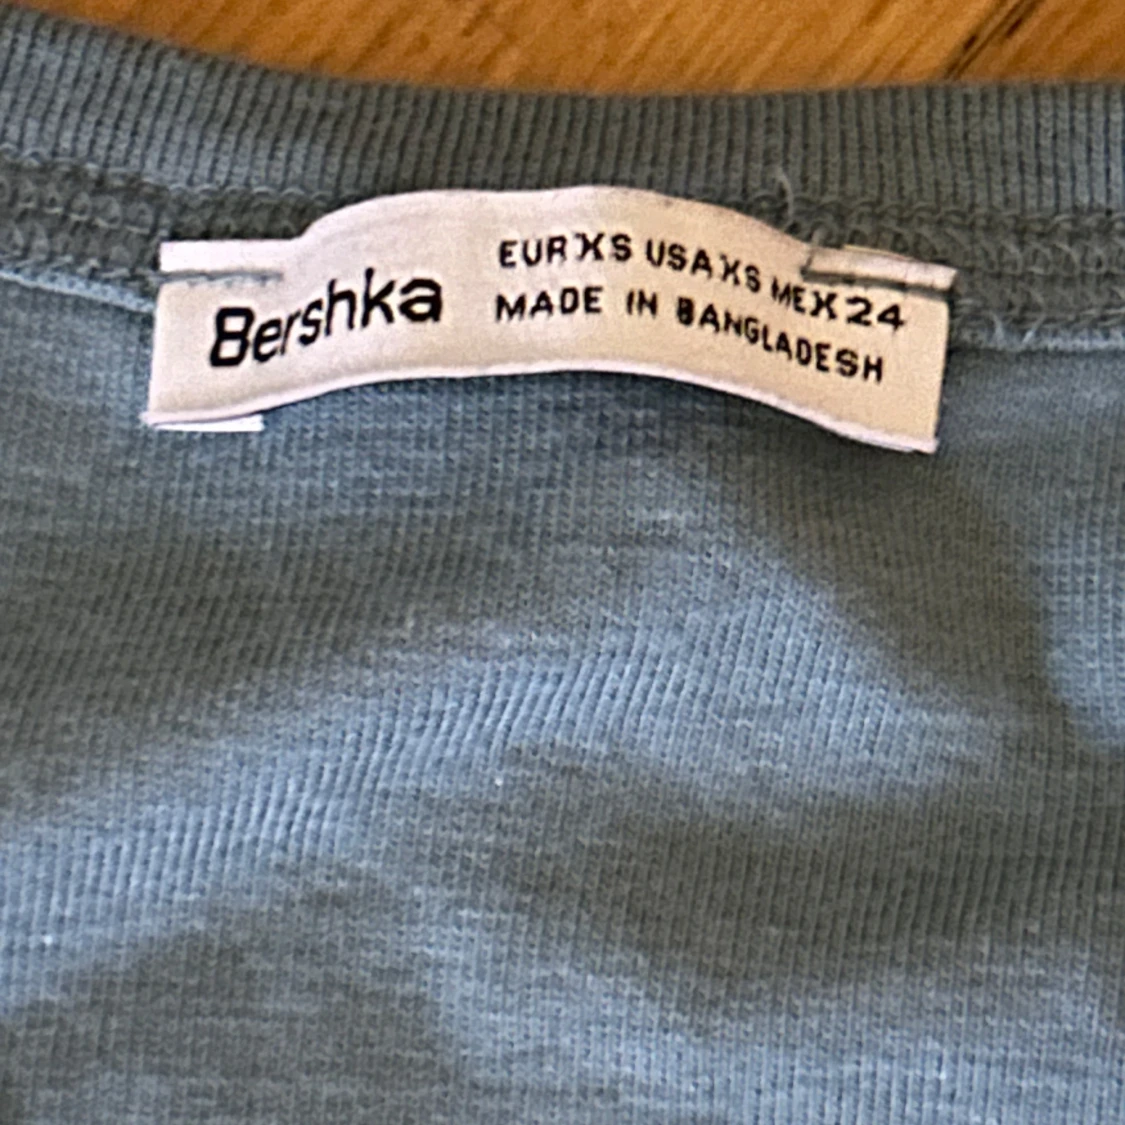 Bershka
EUR XS USA XS MEX 24
MADE IN BANGLADESH